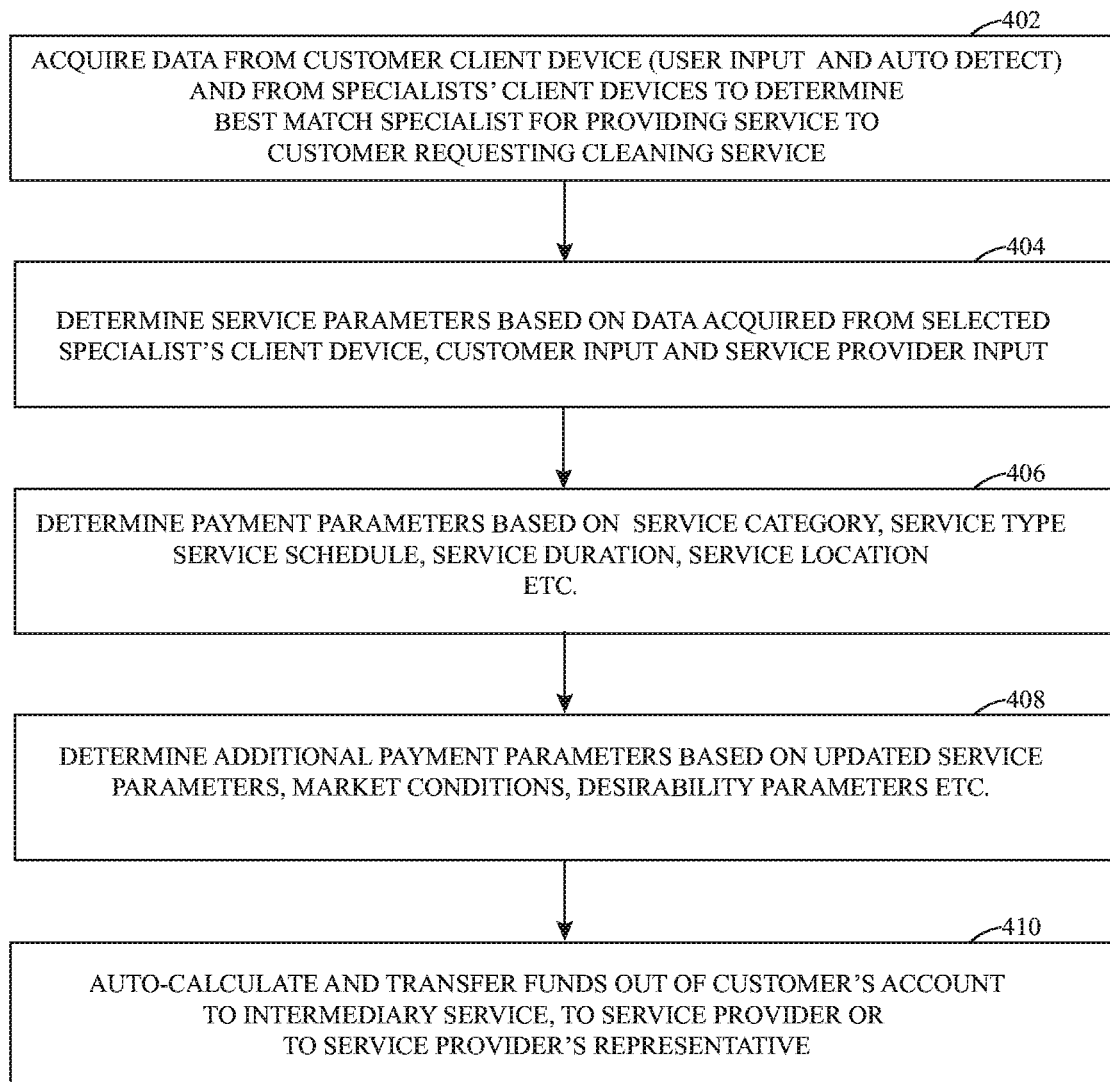 402
ACQUIRE DATA FROM CUSTOMER CLIENT DEVICE (USER INPUT AND AUTO DETECT)
AND FROM SPECIALISTS' CLIENT DEVICES TO DETERMINE
BEST MATCH SPECIALIST FOR PROVIDING SERVICE TO
CUSTOMER REQUESTING CLEANING SERVICE
404
DETERMINE SERVICE PARAMETERS BASED ON DATA ACQUIRED FROM SELECTED
SPECIALIST'S CLIENT DEVICE, CUSTOMER INPUT AND SERVICE PROVIDER INPUT
406
DETERMINE PAYMENT PARAMETERS BASED ON SERVICE CATEGORY, SERVICE TYPE
SERVICE SCHEDULE, SERVICE DURATION, SERVICE LOCATION
ETC.
408
DETERMINE ADDITIONAL PAYMENT PARAMETERS BASED ON UPDATED SERVICE
PARAMETERS, MARKET CONDITIONS, DESIRABILITY PARAMETERS ETC.
410
AUTO-CALCULATE AND TRANSFER FUNDS OUT OF CUSTOMER'S ACCOUNT
TO INTERMEDIARY SERVICE, TO SERVICE PROVIDER OR
TO SERVICE PROVIDER'S REPRESENTATIVE